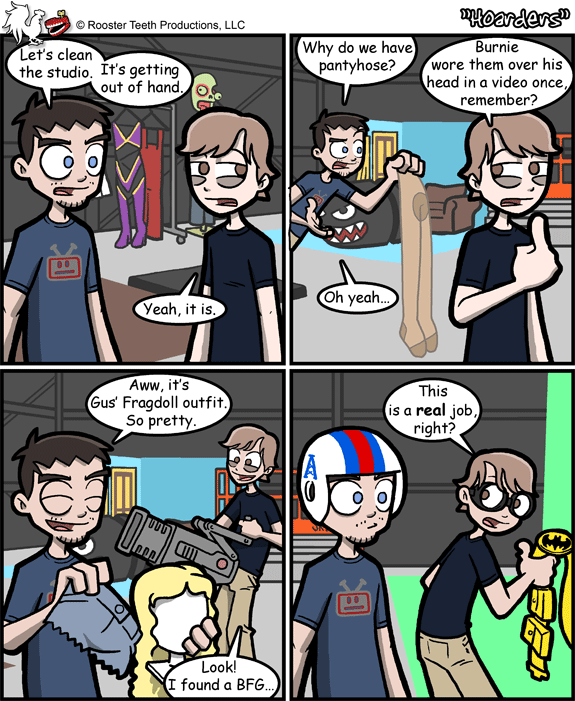 © Rooster Teeth Productions, LLC
"Hoarders"
Let's clean
the studio.
It's getting
out of hand.
Yeah, it is.
Why do we have
pantyhose?
Burnie
wore them over his
head in a video once,
remember?
Oh yeah...
Aww, it's
Gus' Fragdoll outfit.
So pretty.
Look!
I found a BFG...
This
is a real job,
right?